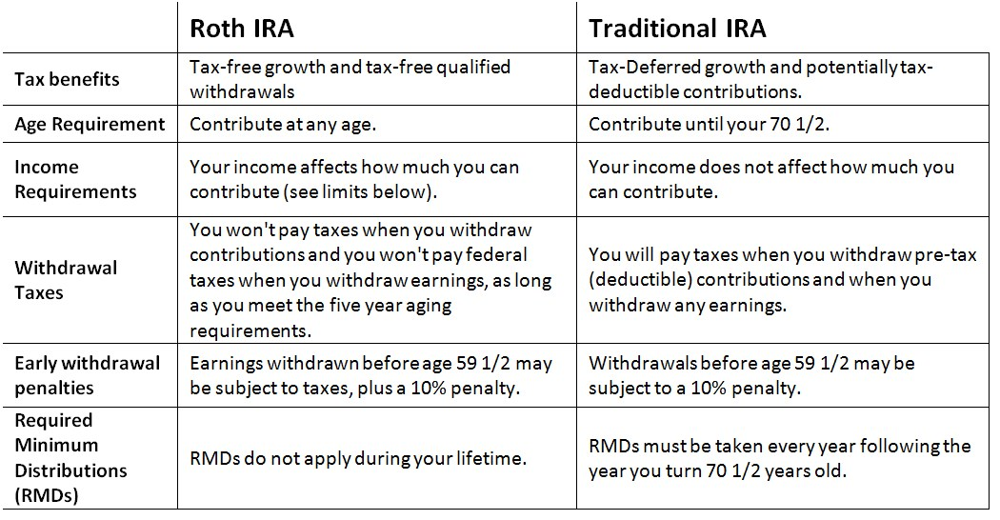 Roth IRA
Traditional IRA
Tax benefits
Tax-free growth and tax-free qualified
withdrawals
Tax-Deferred growth and potentially tax-
deductible contributions.
Age Requirement
Contribute at any age.
Contribute until your 70 1/2.
Income
Requirements
Your income affects how much you can
contribute (see limits below).
Your income does not affect how much you
can contribute.
Withdrawal
Taxes
You won't pay taxes when you withdraw
contributions and you won't pay federal
taxes when you withdraw earnings, as long
as you meet the five year aging
requirements.
You will pay taxes when you withdraw pre-tax
(deductible) contributions and when you
withdraw any earnings.
Early withdrawal
penalties
Earnings withdrawn before age 59 1/2 may
be subject to taxes, plus a 10% penalty.
Withdrawals before age 59 1/2 may be
subject to a 10% penalty.
Required
Minimum
Distributions
(RMDs)
RMDs do not apply during your lifetime.
RMDs must be taken every year following the
year you turn 70 1/2 years old.